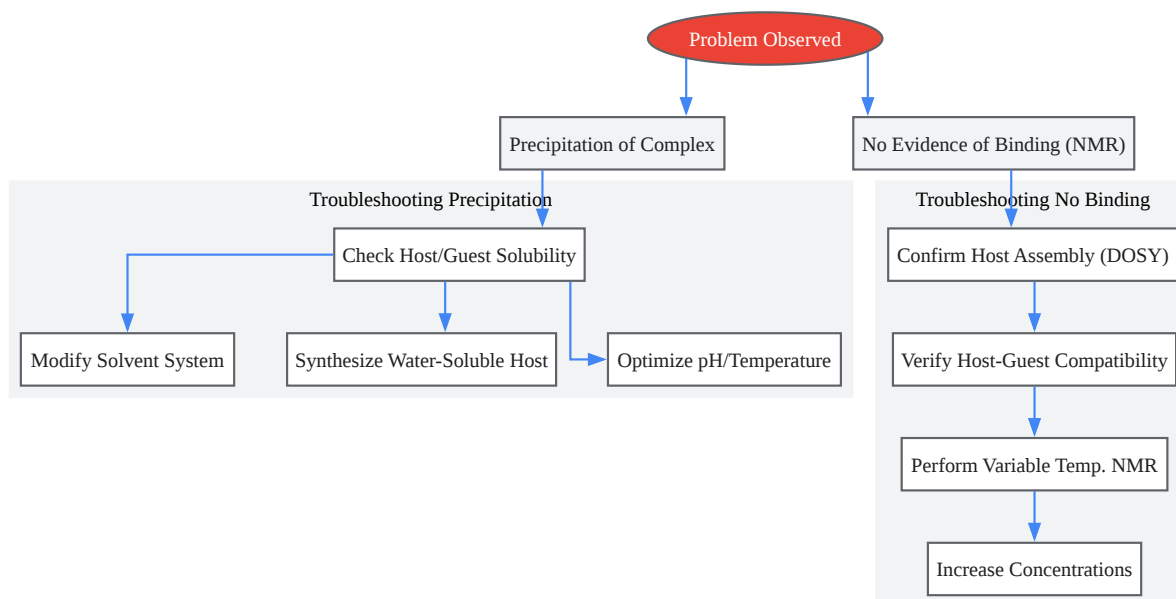 Problem Observed
Precipitation of Complex
No Evidence of Binding (NMR)
Troubleshooting Precipitation
Troubleshooting No Binding
Check Host/Guest Solubility
Confirm Host Assembly (DOSY)
Modify Solvent System
Synthesize Water-Soluble Host
Optimize pH/Temperature
Verify Host-Guest Compatibility
Perform Variable Temp. NMR
Increase Concentrations